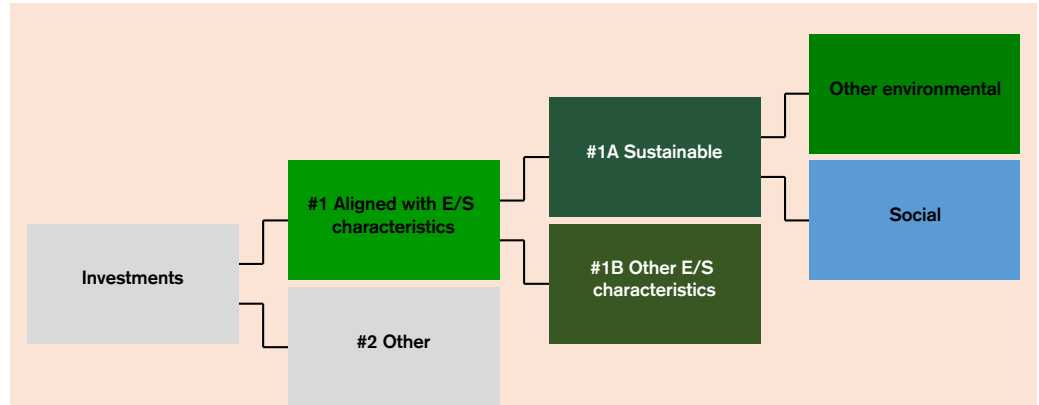 Investments
#1 Aligned with E/S
characteristics
#2 Other
#1A Sustainable
#1B Other E/S
characteristics
Other environmental
Social